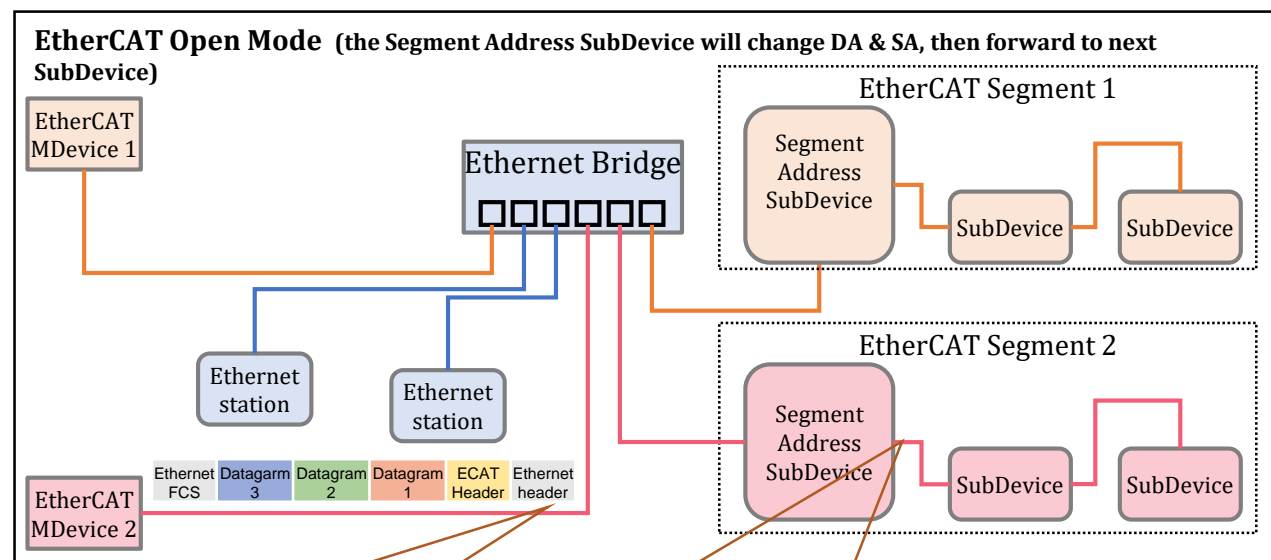 EtherCAT Open Mode (the Segment Address SubDevice will change DA & SA, then forward to next
SubDevice)
EtherCAT
MDevice 1
Ethernet Bridge
EtherCAT Segment 1
Segment
Address
SubDevice
SubDevice
SubDevice
Ethernet
station
Ethernet
station
EtherCAT Segment 2
Segment
Address
SubDevice
SubDevice
SubDevice
EtherCAT
MDevice 2
Ethernet
FCS
Datagarm
3
Datagram
2
Datagram
1
ECAT
Header
Ethernet
header